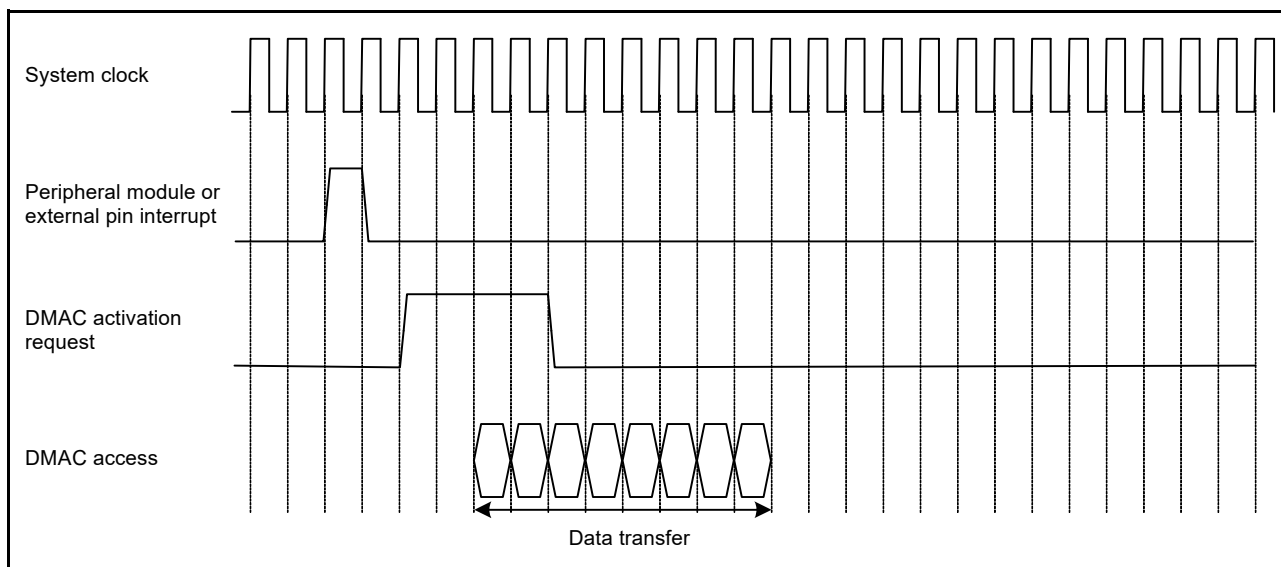 System clock
Peripheral module or
external pin interrupt
DMAC activation
request
DMAC access
Data transfer